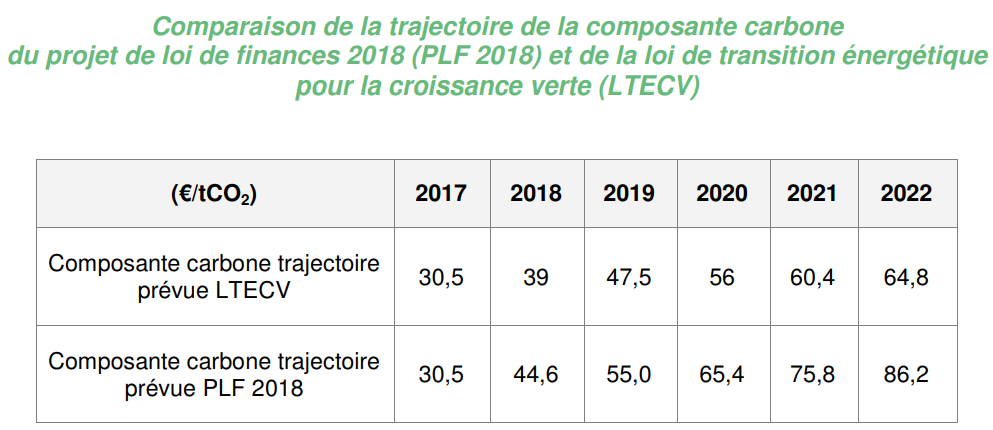 Comparaison de la trajectoire de la composante carbone
du projet de loi de finances 2018 (PLF 2018) et de la loi de transition énergétique
pour la croissance verte (LTECV)
(€/tCO₂) 2017 2018 2019 2020 2021 2022
Composante carbone trajectoire
prévue LTECV 30,5 39 47,5 56 60,4 64,8
Composante carbone trajectoire
prévue PLF 2018 30,5 44,6 55,0 65,4 75,8 86,2